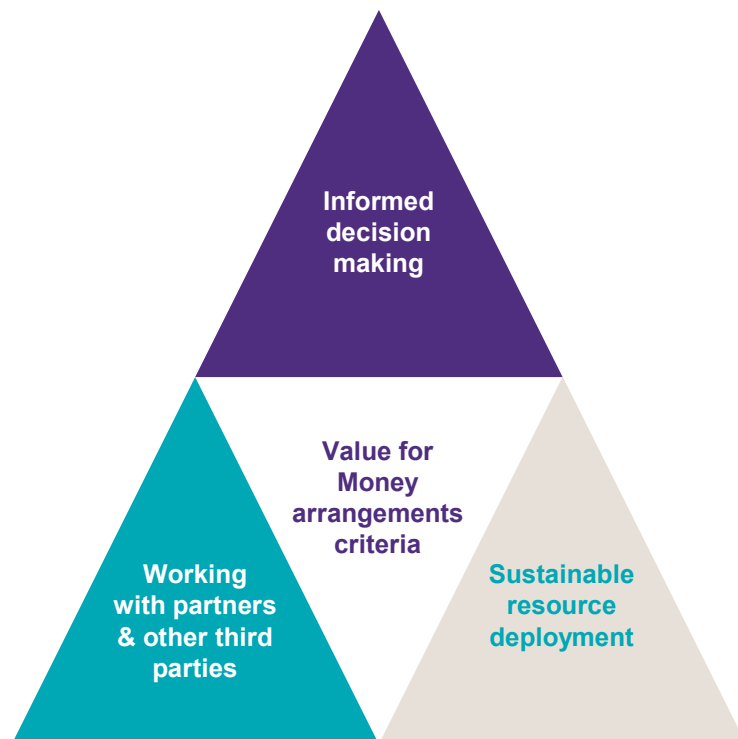 Informed
decision
making
Value for
Money
arrangements
criteria
Working
with partners
& other third
parties
Sustainable
resource
deployment